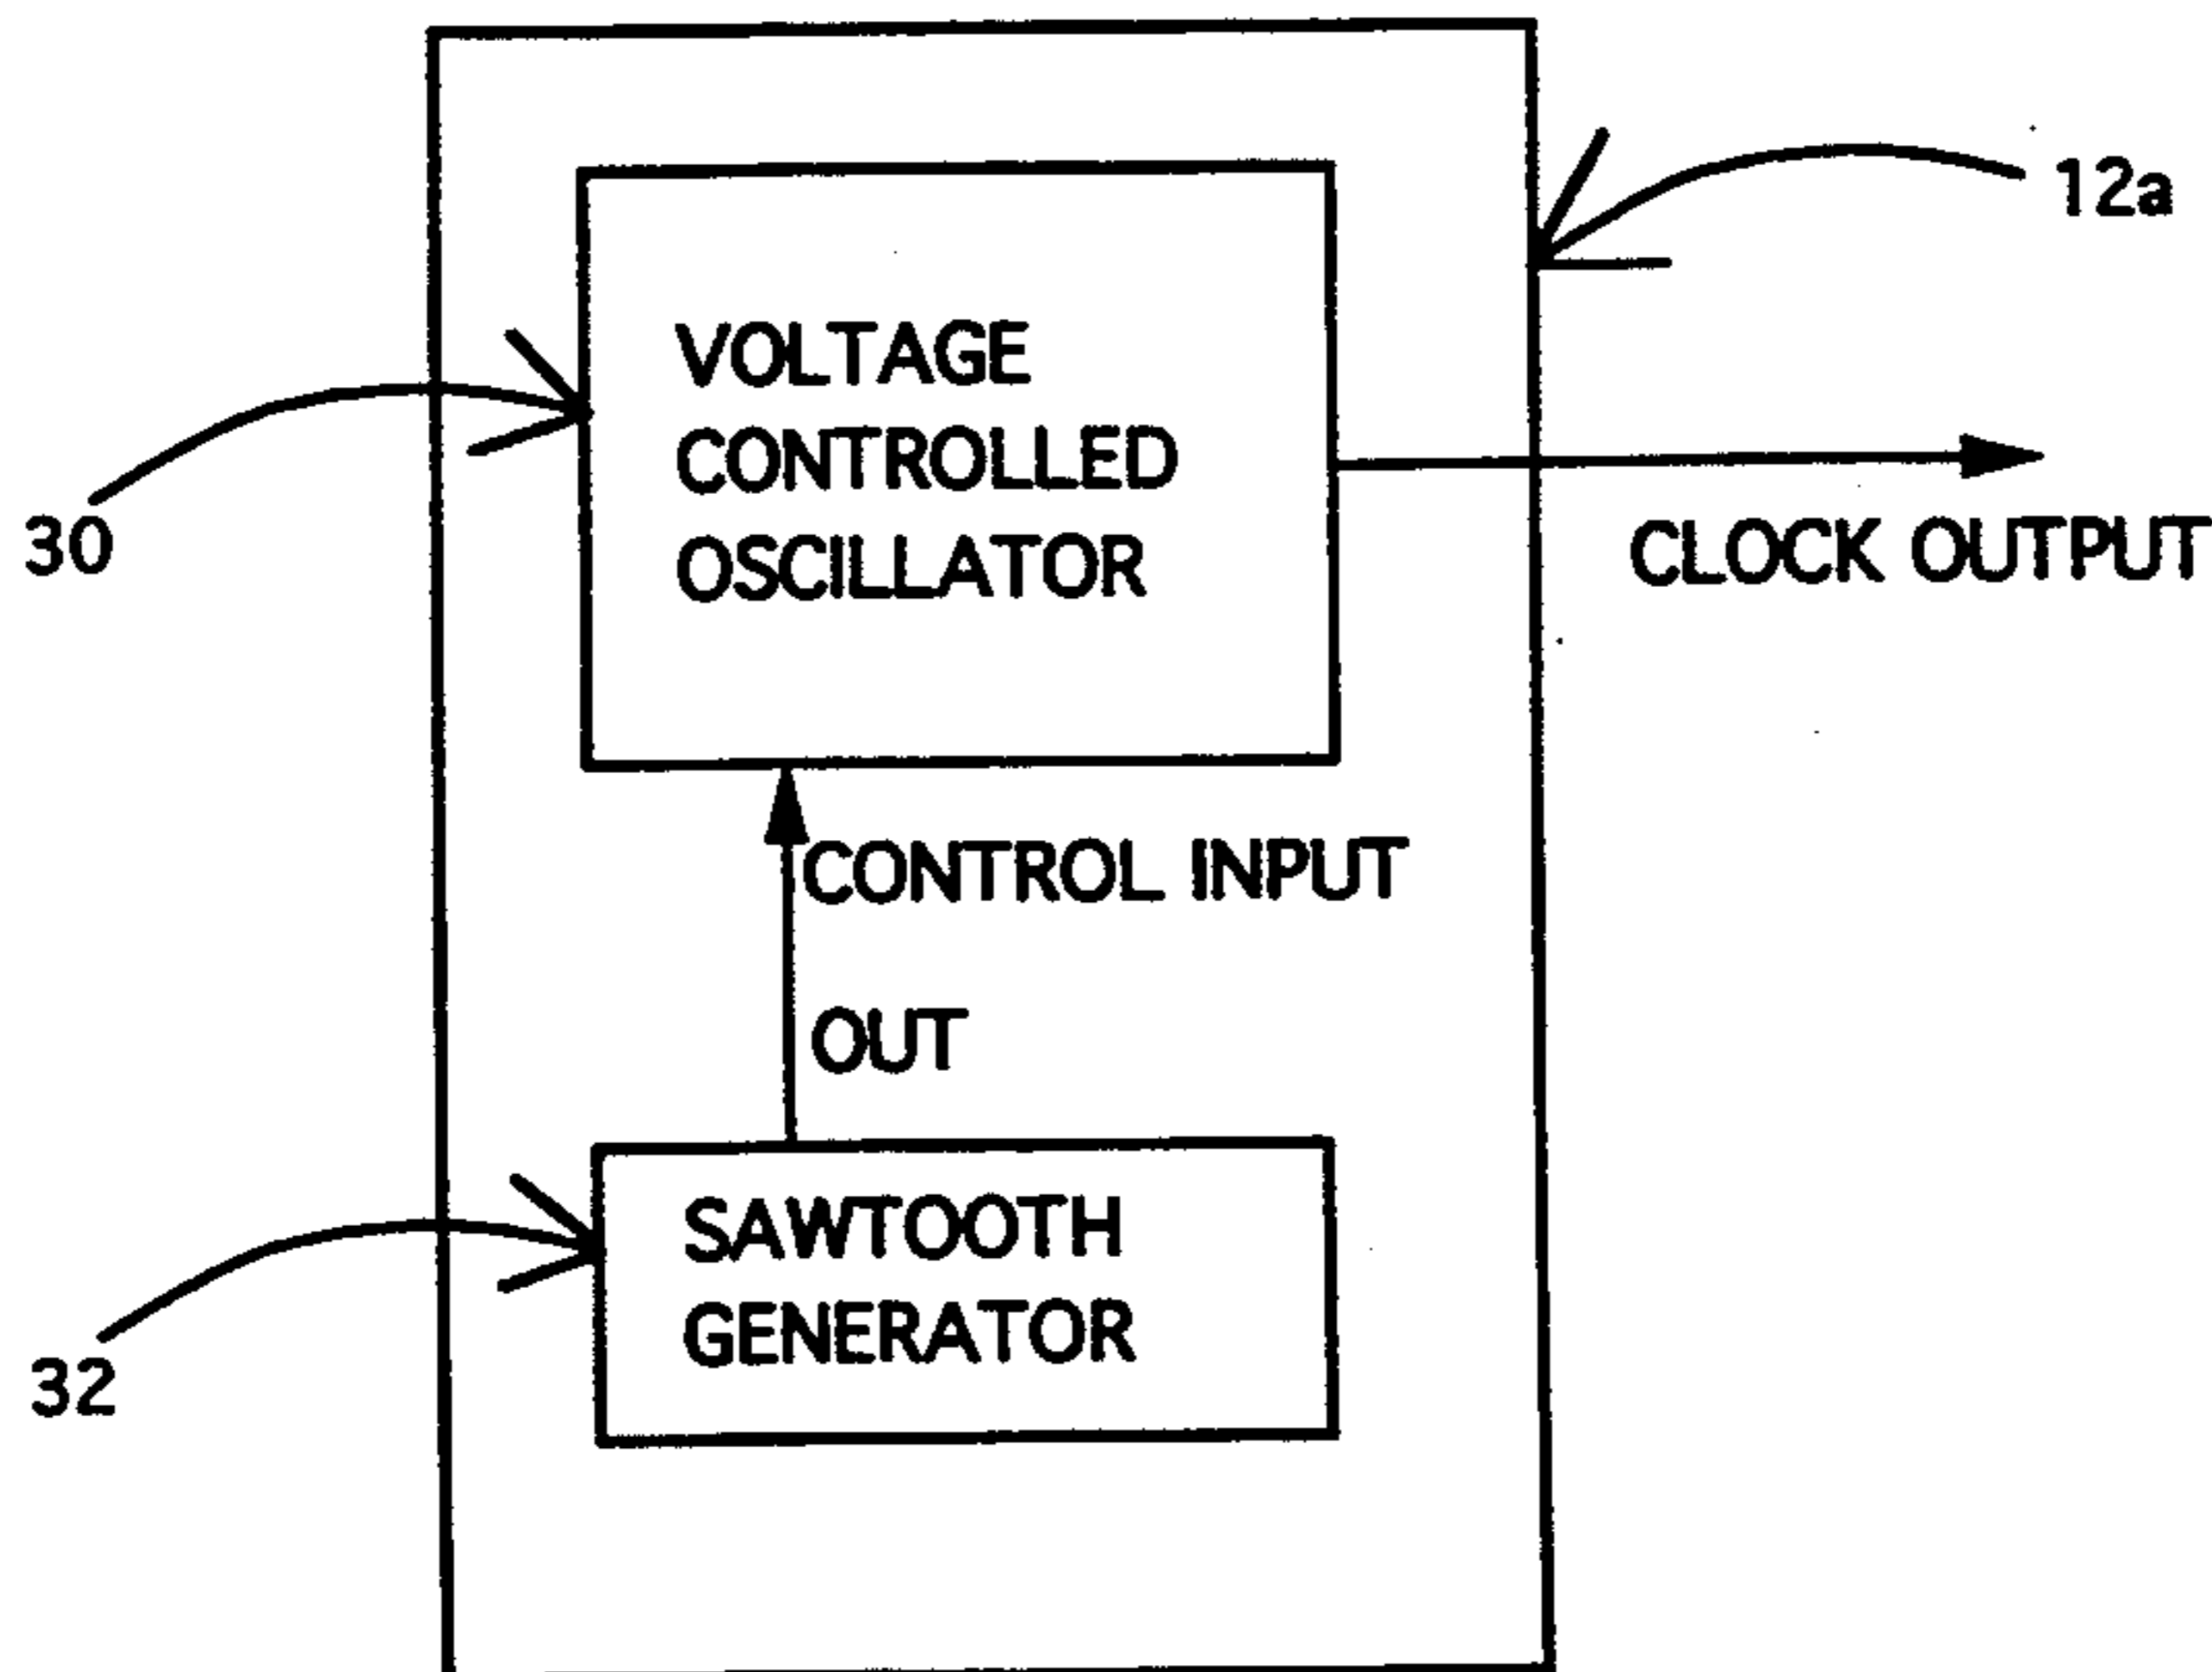 12a
VOLTAGE
CONTROLLED
OSCILLATOR
30
CLOCK OUTPUT
CONTROL INPUT
OUT
SAWTOOTH
GENERATOR
32